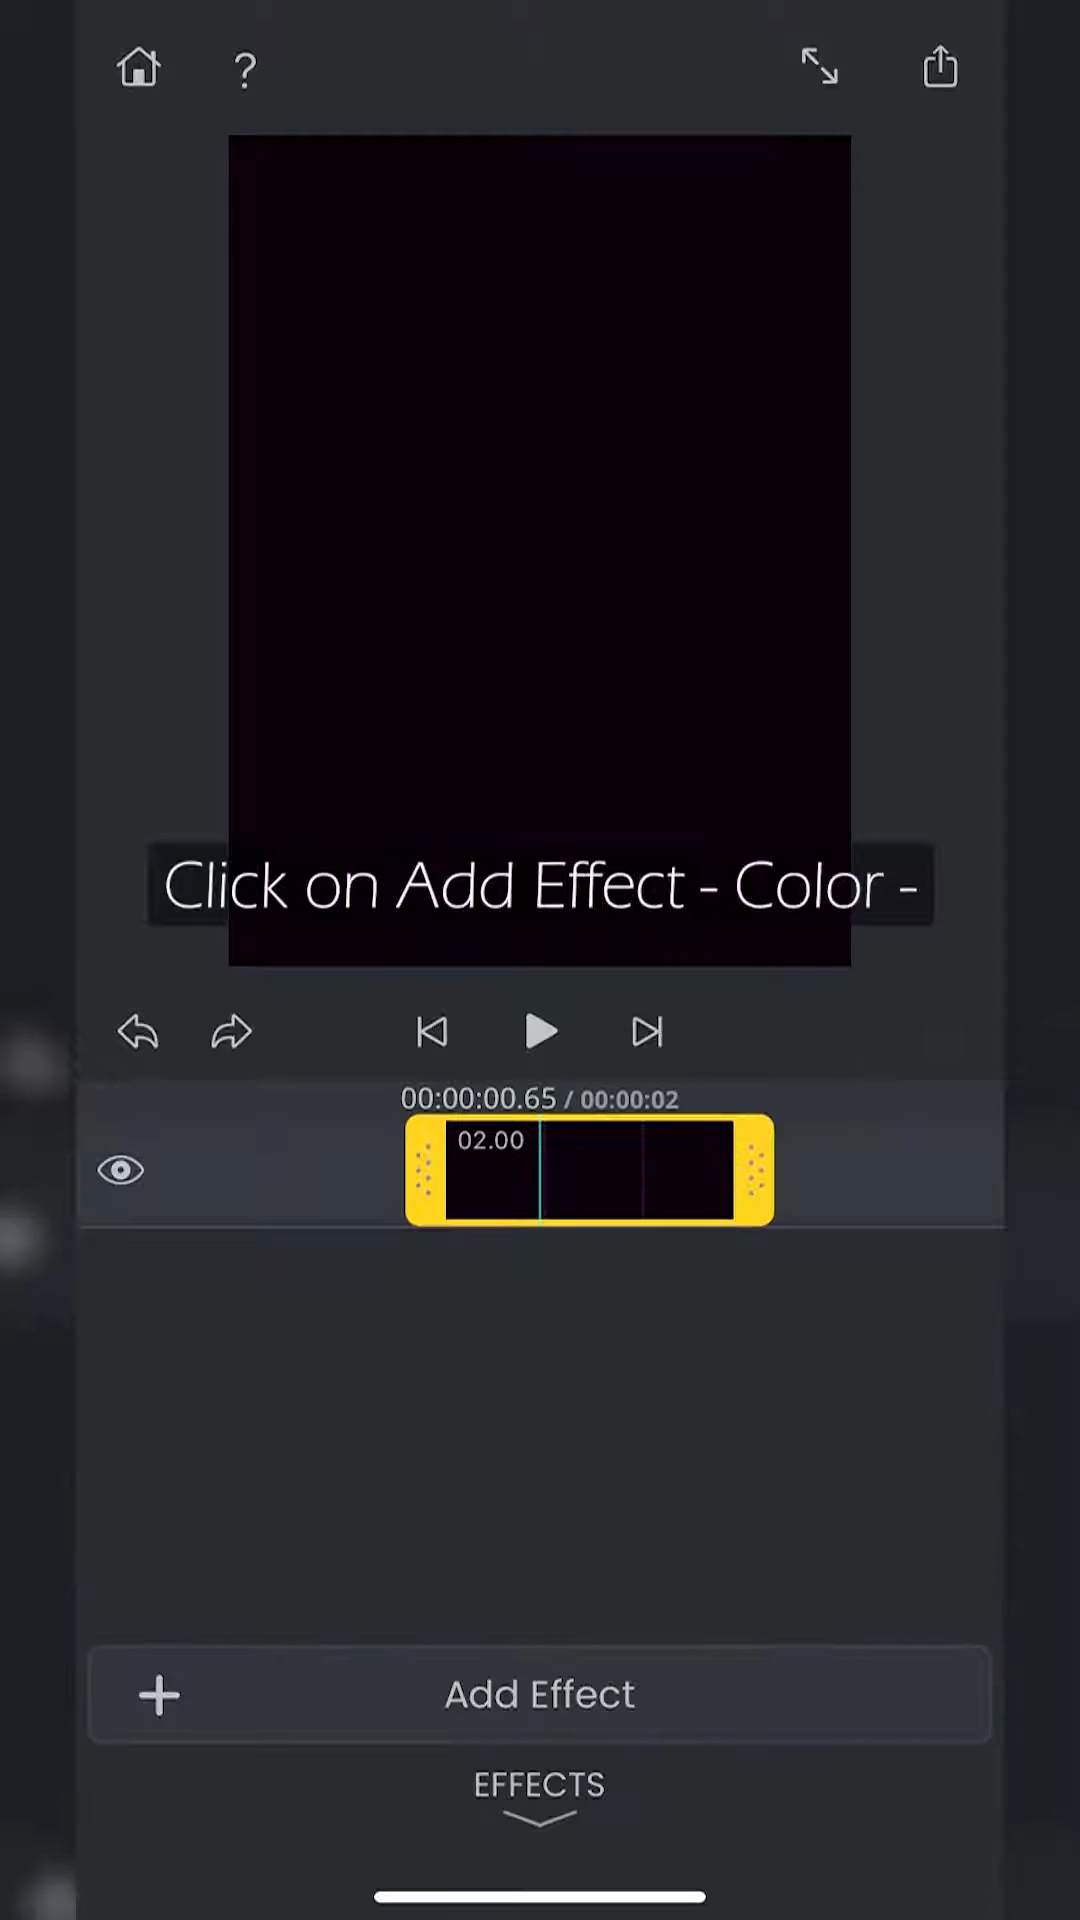 ?
Click on Add Effect - Color -
00:00:00.65 / 00:00:02
02.00
+ Add Effect
EFFECTS